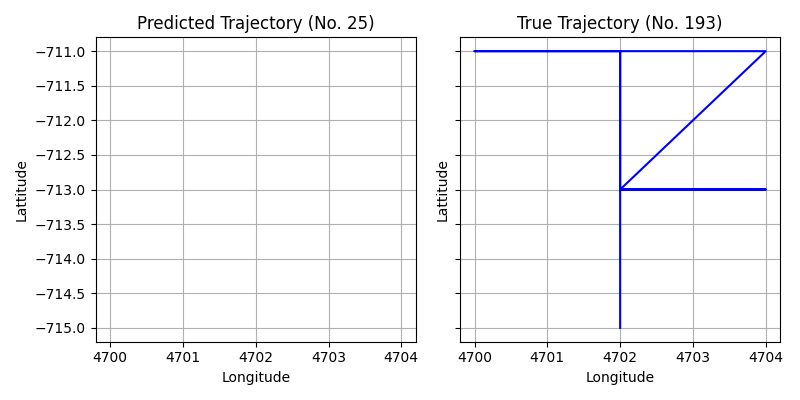 Predicted Trajectory (No. 25)
True Trajectory (No. 193)
−711.0
−711.5
−712.0
−712.5
−713.0
−713.5
−714.0
−714.5
−715.0
Lattitude
Lattitude
4700 4701 4702 4703 4704
4700 4701 4702 4703 4704
Longitude
Longitude